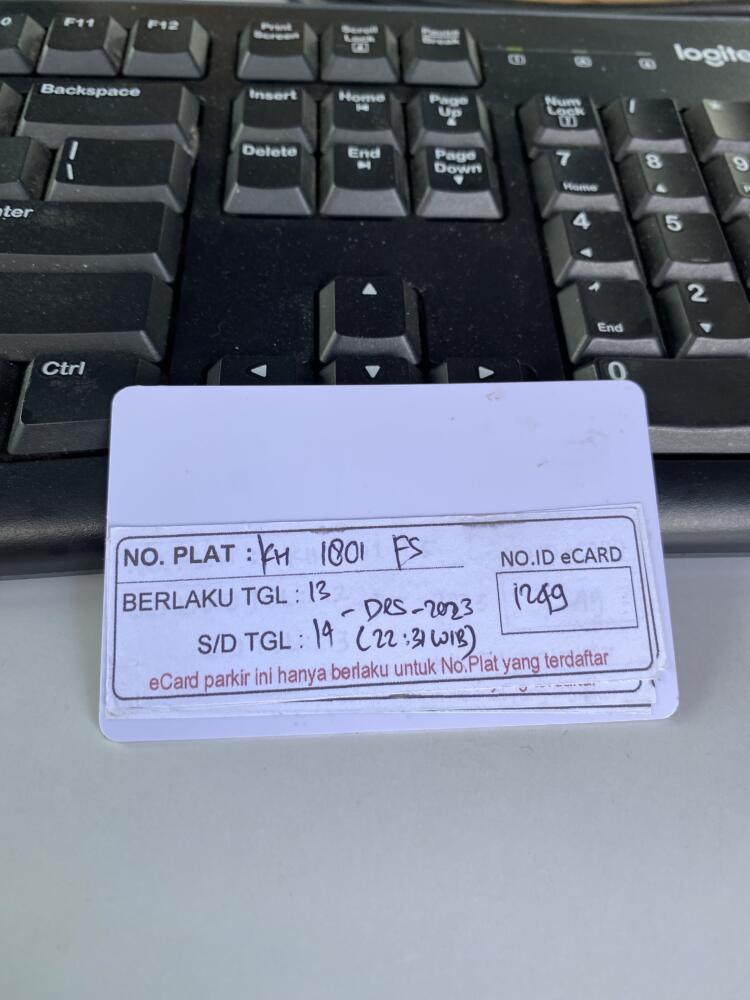 F11 F12 Print Screen Scroll Lock Pause Break
logite
Backspace Insert Home Page Up Num Lock /
| \ Delete End Page Down 7 Home 8 9
nter 4 5
End 2
Ctrl 0
NO. PLAT : KH 1801 FS
NO.ID eCARD
1249
BERLAKU TGL : 13
- DES - 2023
S/D TGL : 14 (22:31 WIB)
eCard parkir ini hanya berlaku untuk No.Plat yang terdaftar